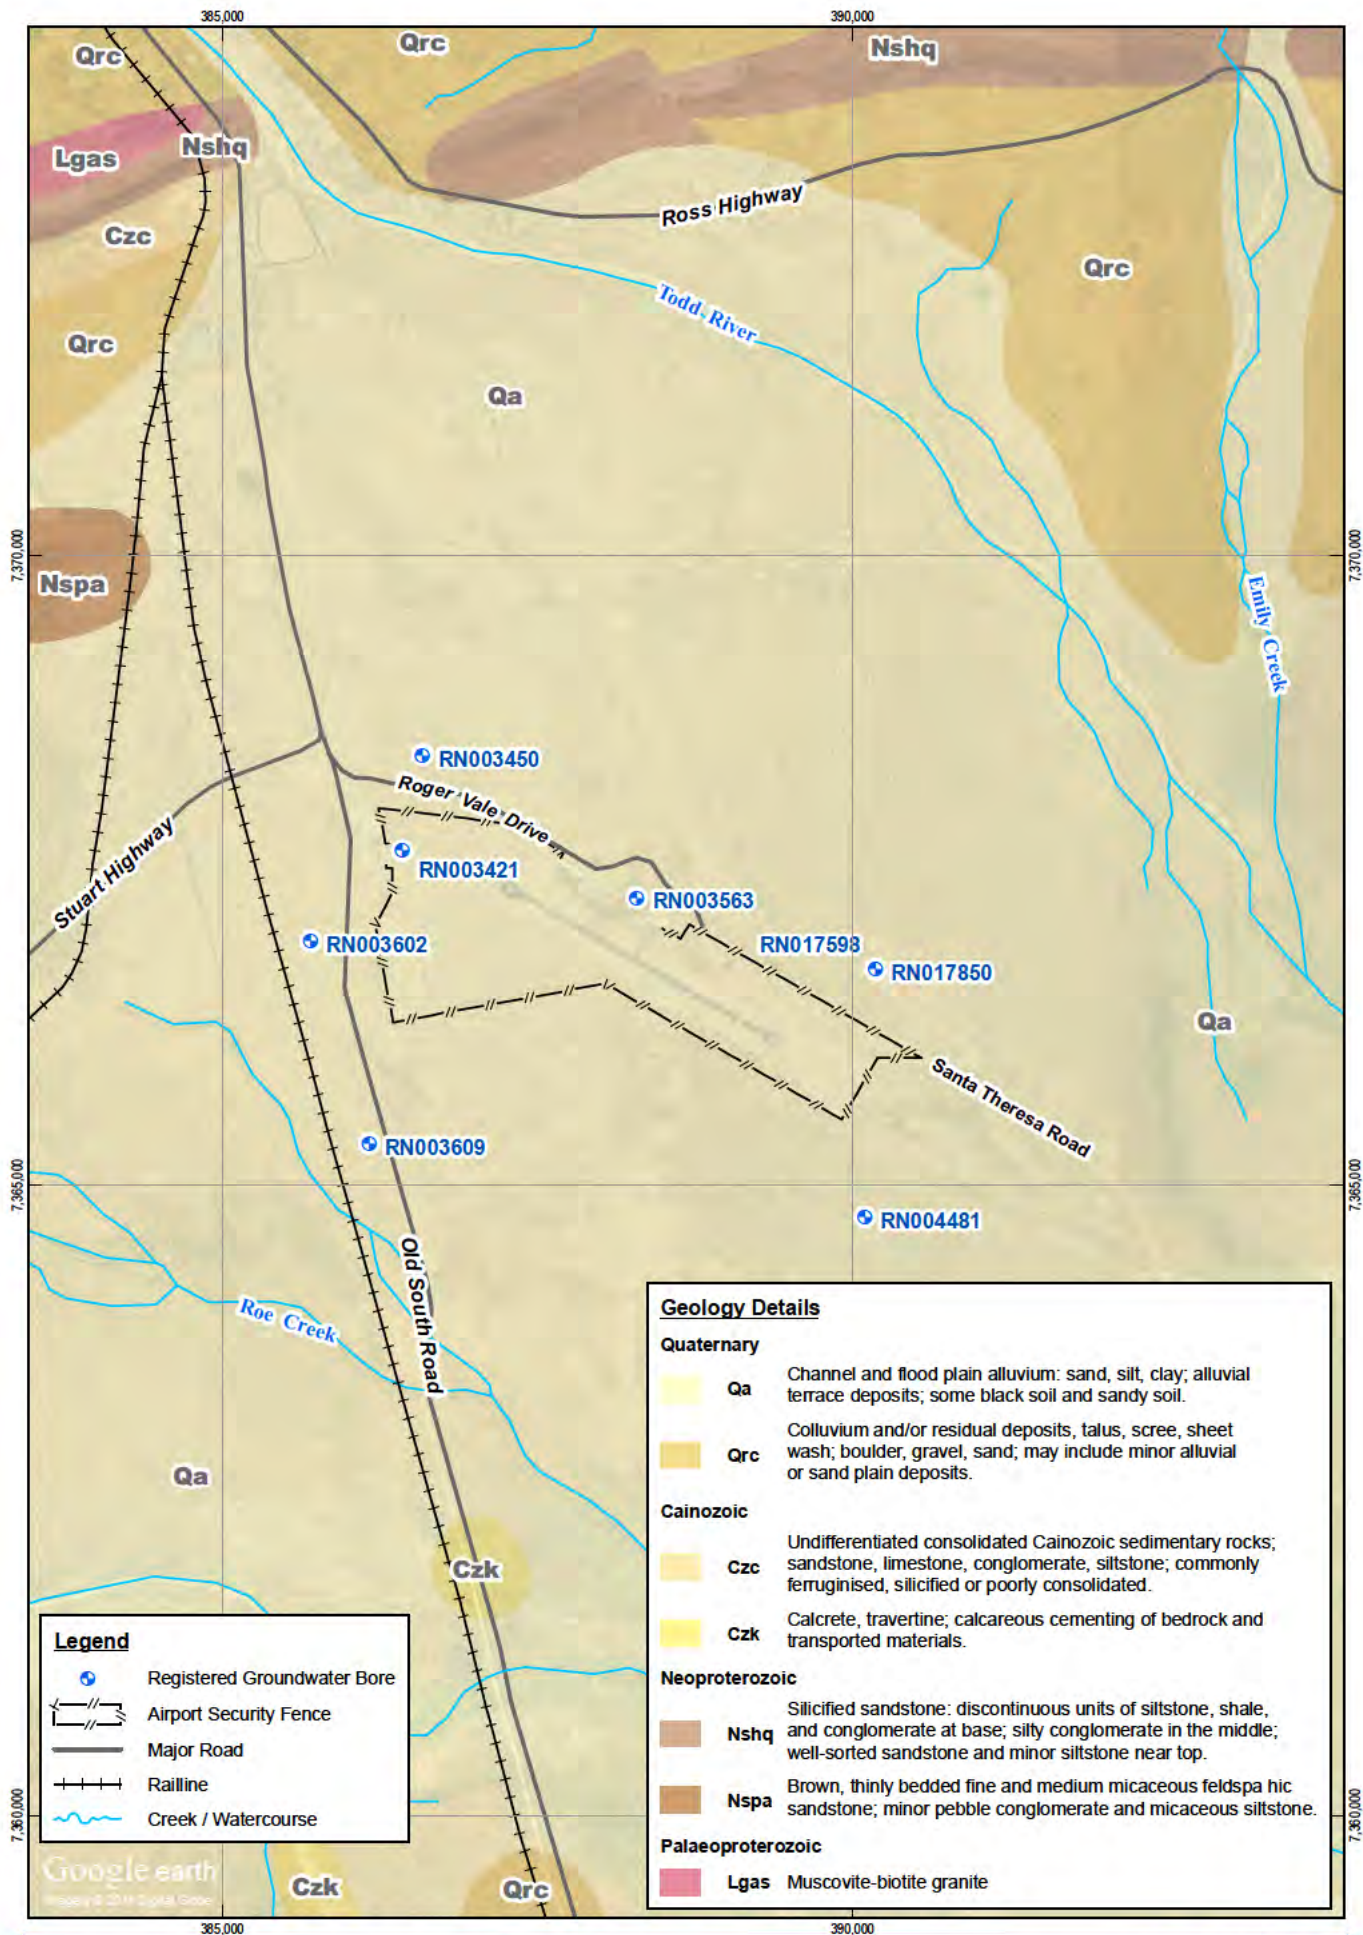 385,000
390,000
Qrc
Qrc
Nshq
Nshq
Lgas
Ross Highway
Czc
Qrc
Todd River
Qrc
Qa
7,370,000
7,370,000
Nspa
Emily Creek
RN003450
Roger Vale Drive
Stuart Highway
RN003421
RN003563
RN003602
RN017598
RN017850
Qa
Santa Theresa Road
RN003609
7,365,000
7,365,000
RN004481
Old South Road
Roe Creek
Qa
Czk
Geology Details
Quaternary
Qa
Channel and flood plain alluvium: sand, silt, clay; alluvial
terrace deposits; some black soil and sandy soil.
Qrc
Colluvium and/or residual deposits, talus, scree, sheet
wash; boulder, gravel, sand; may include minor alluvial
or sand plain deposits.
Cainozoic
Czc
Undifferentiated consolidated Cainozoic sedimentary rocks;
sandstone, limestone, conglomerate, siltstone; commonly
ferruginised, silicified or poorly consolidated.
Czk
Calcrete, travertine; calcareous cementing of bedrock and
transported materials.
Neoproterozoic
Nshq
Silicified sandstone: discontinuous units of siltstone, shale,
and conglomerate at base; silty conglomerate in the middle;
well-sorted sandstone and minor siltstone near top.
Nspa
Brown, thinly bedded fine and medium micaceous feldspa hic
sandstone; minor pebble conglomerate and micaceous siltstone.
Palaeoproterozoic
Lgas Muscovite-biotite granite
Legend
Registered Groundwater Bore
Airport Security Fence
Major Road
Railline
Creek / Watercourse
7,360,000
7,360,000
Google earth
Czk
Qrc
385,000
390,000